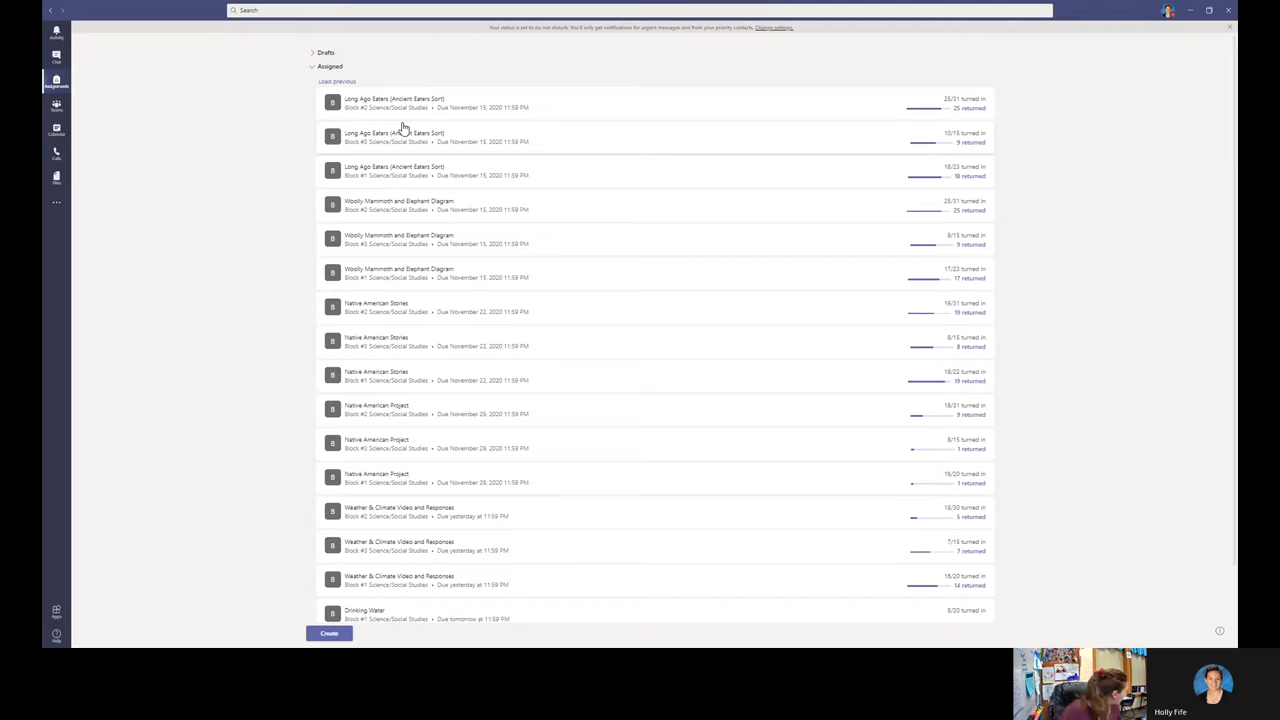 Search
Your status is set to do not disturb. You'll only get notifications for urgent messages and from your priority contacts. Change settings.
Activity
Chat
Assignments
Teams
Calendar
Calls
Files
Drafts
Assigned
Load previous
B
Long Ago Eaters (Ancient Eaters Sort)
25/31 turned in
Block #2 Science/Social Studies • Due November 15, 2020 11:59 PM
25 returned
B
Long Ago Eaters (Ancient Eaters Sort)
10/15 turned in
Block #3 Science/Social Studies • Due November 15, 2020 11:59 PM
9 returned
B
Long Ago Eaters (Ancient Eaters Sort)
18/23 turned in
Block #1 Science/Social Studies • Due November 15, 2020 11:59 PM
18 returned
B
Woolly Mammoth and Elephant Diagram
25/31 turned in
Block #2 Science/Social Studies • Due November 15, 2020 11:59 PM
25 returned
B
Woolly Mammoth and Elephant Diagram
9/15 turned in
Block #3 Science/Social Studies • Due November 15, 2020 11:59 PM
9 returned
B
Woolly Mammoth and Elephant Diagram
17/23 turned in
Block #1 Science/Social Studies • Due November 15, 2020 11:59 PM
17 returned
B
Native American Stories
19/31 turned in
Block #2 Science/Social Studies • Due November 22, 2020 11:59 PM
19 returned
B
Native American Stories
8/15 turned in
Block #3 Science/Social Studies • Due November 22, 2020 11:59 PM
8 returned
B
Native American Stories
18/22 turned in
Block #1 Science/Social Studies • Due November 22, 2020 11:59 PM
19 returned
B
Native American Project
18/31 turned in
Block #2 Science/Social Studies • Due November 29, 2020 11:59 PM
9 returned
B
Native American Project
8/15 turned in
Block #3 Science/Social Studies • Due November 29, 2020 11:59 PM
1 returned
B
Native American Project
16/20 turned in
Block #1 Science/Social Studies • Due November 29, 2020 11:59 PM
1 returned
B
Weather & Climate Video and Responses
18/30 turned in
Block #2 Science/Social Studies • Due yesterday at 11:59 PM
5 returned
B
Weather & Climate Video and Responses
7/15 turned in
Block #3 Science/Social Studies • Due yesterday at 11:59 PM
7 returned
B
Weather & Climate Video and Responses
16/20 turned in
Block #1 Science/Social Studies • Due yesterday at 11:59 PM
14 returned
B
Drinking Water
8/20 turned in
Block #1 Science/Social Studies • Due tomorrow at 11:59 PM
Apps
Help
Create
Holly Fife